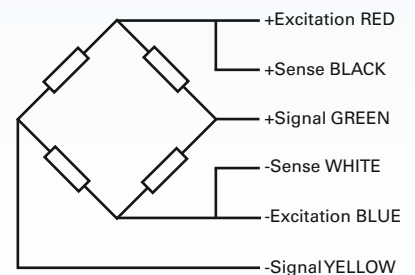 +Excitation RED
+Sense BLACK
+Signal GREEN
-Sense WHITE
-Excitation BLUE
-Signal YELLOW